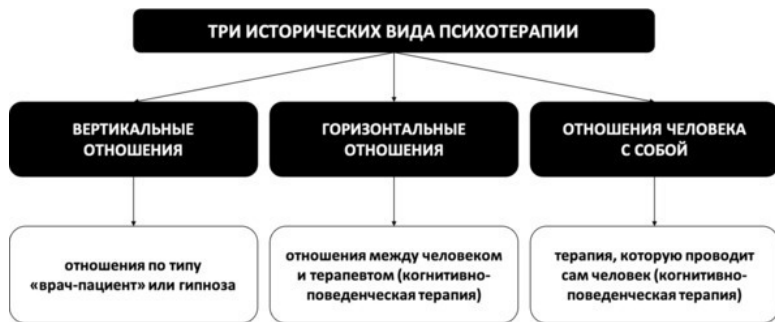 ТРИ ИСТОРИЧЕСКИХ ВИДА ПСИХОТЕРАПИИ
ВЕРТИКАЛЬНЫЕ
ОТНОШЕНИЯ
ГОРИЗОНТАЛЬНЫЕ
ОТНОШЕНИЯ
ОТНОШЕНИЯ ЧЕЛОВЕКА
С СОБОЙ
отношения по типу
«врач-пациент» или гипноза
отношения между человеком
и терапевтом (когнитивно-
поведенческая терапия)
терапия, которую проводит
сам человек (когнитивно-
поведенческая терапия)